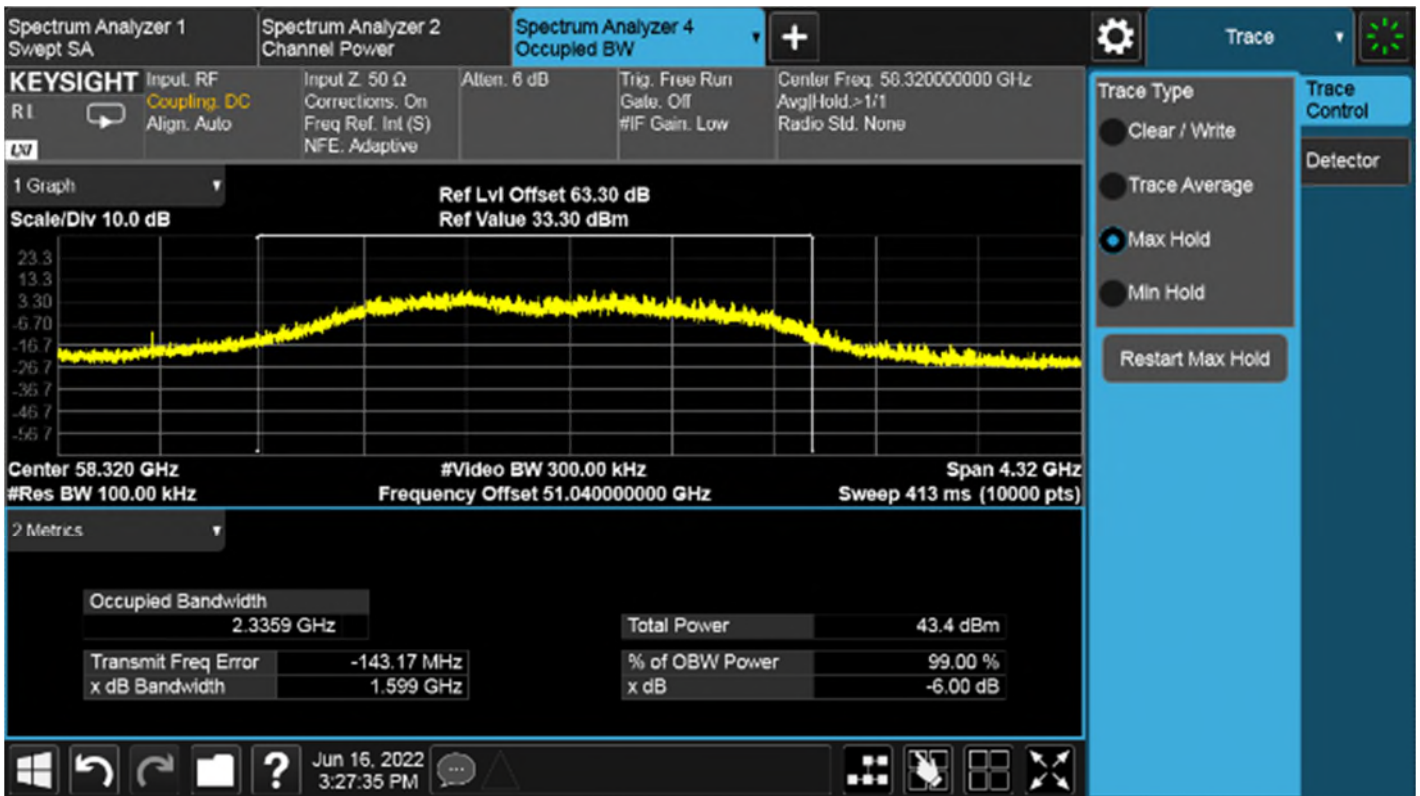 Spectrum Analyzer 1
Swept SA
Spectrum Analyzer 2
Channel Power
Spectrum Analyzer 4
Occupied BW
Trace
KEYSIGHT
RL
LXI
Input: RF
Coupling: DC
Align: Auto
Input Z: 50 Ω
Corrections: On
Freq Ref: Int (S)
NFE: Adaptive
Atten: 6 dB
Trig: Free Run
Gate: Off
#IF Gain: Low
Center Freq: 58.320000000 GHz
Avg|Hold:>1/1
Radio Std: None
Trace Type
Clear / Write
Trace Average
Max Hold
Min Hold
Restart Max Hold
Trace
Control
Detector
1 Graph
Scale/Div 10.0 dB
Ref Lvl Offset 63.30 dB
Ref Value 33.30 dBm
23.3
13.3
3.30
-6.70
-16.7
-26.7
-36.7
-46.7
-56.7
Center 58.320 GHz
#Video BW 300.00 kHz
Span 4.32 GHz
#Res BW 100.00 kHz
Frequency Offset 51.040000000 GHz
Sweep 413 ms (10000 pts)
2 Metrics
Occupied Bandwidth
2.3359 GHz
Total Power 43.4 dBm
Transmit Freq Error -143.17 MHz
% of OBW Power 99.00 %
x dB Bandwidth 1.599 GHz
x dB -6.00 dB
?
Jun 16, 2022
3:27:35 PM